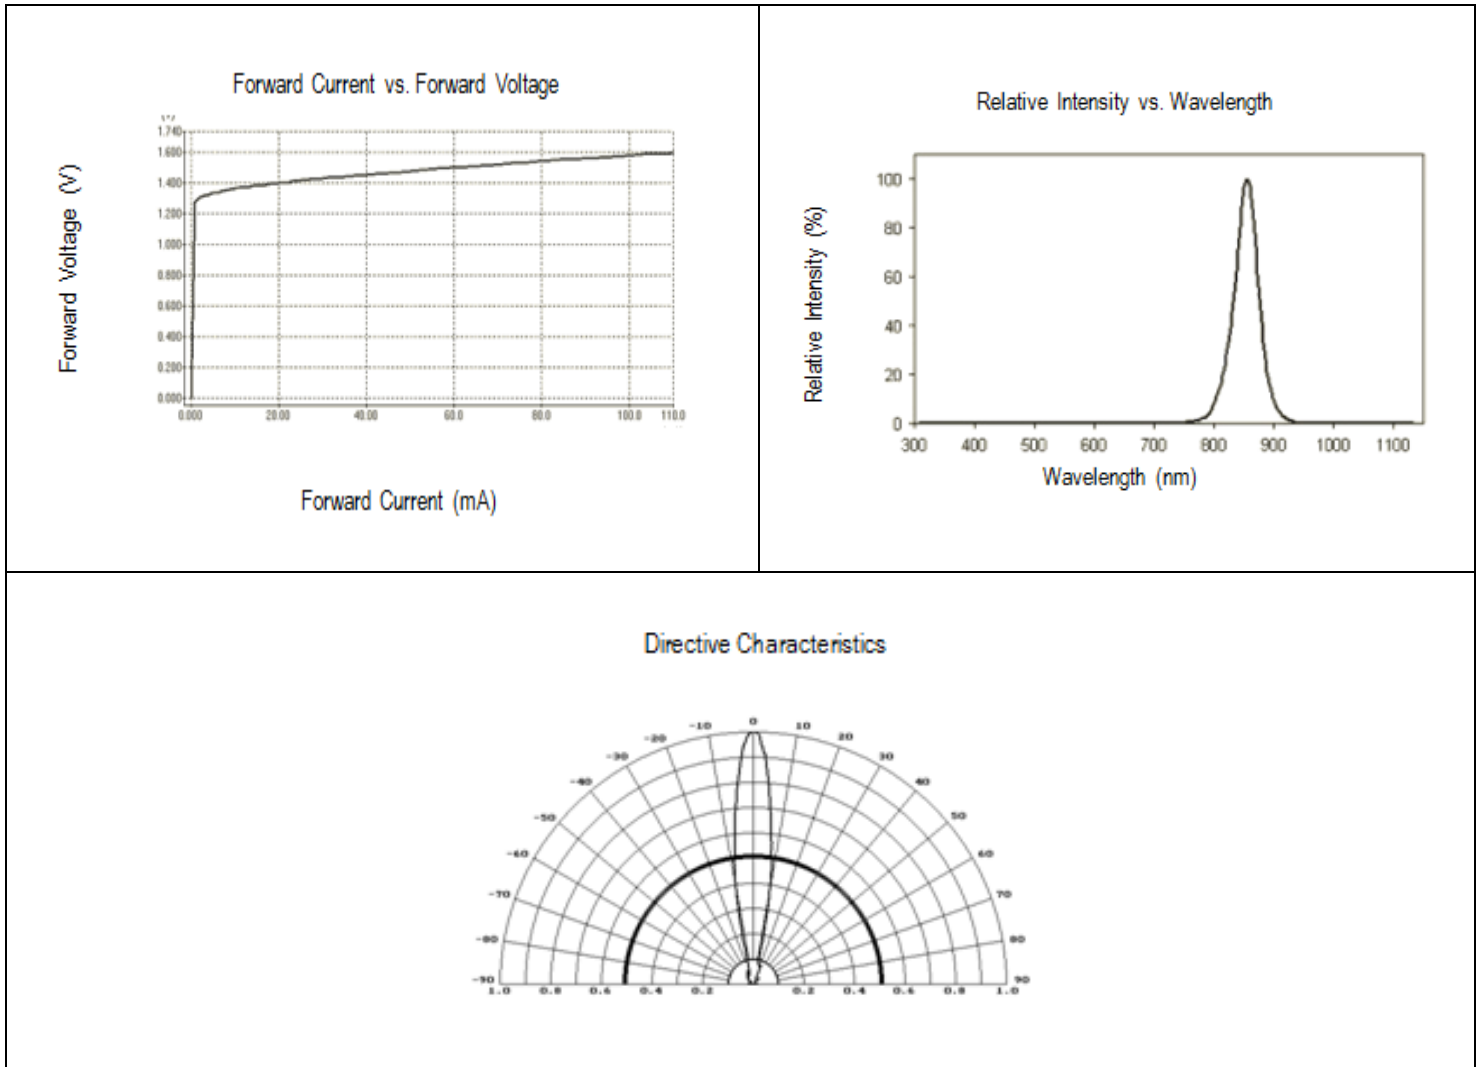 Forward Current vs. Forward Voltage
(V)
Forward Voltage (V)
1.740
1.600
1.400
1.200
1.000
0.800
0.600
0.400
0.200
0.000
0.000 20.00 40.00 60.0 80.0 100.0 110.0
Forward Current (mA)
Relative Intensity vs. Wavelength
Relative Intensity (%)
100
80
60
40
20
0
300 400 500 600 700 800 900 1000 1100
Wavelength (nm)
Directive Characteristics
-90 -80 -70 -60 -50 -40 -30 -20 -10 0 10 20 30 40 50 60 70 80 90
1.0 0.8 0.6 0.4 0.2 0.2 0.4 0.6 0.8 1.0